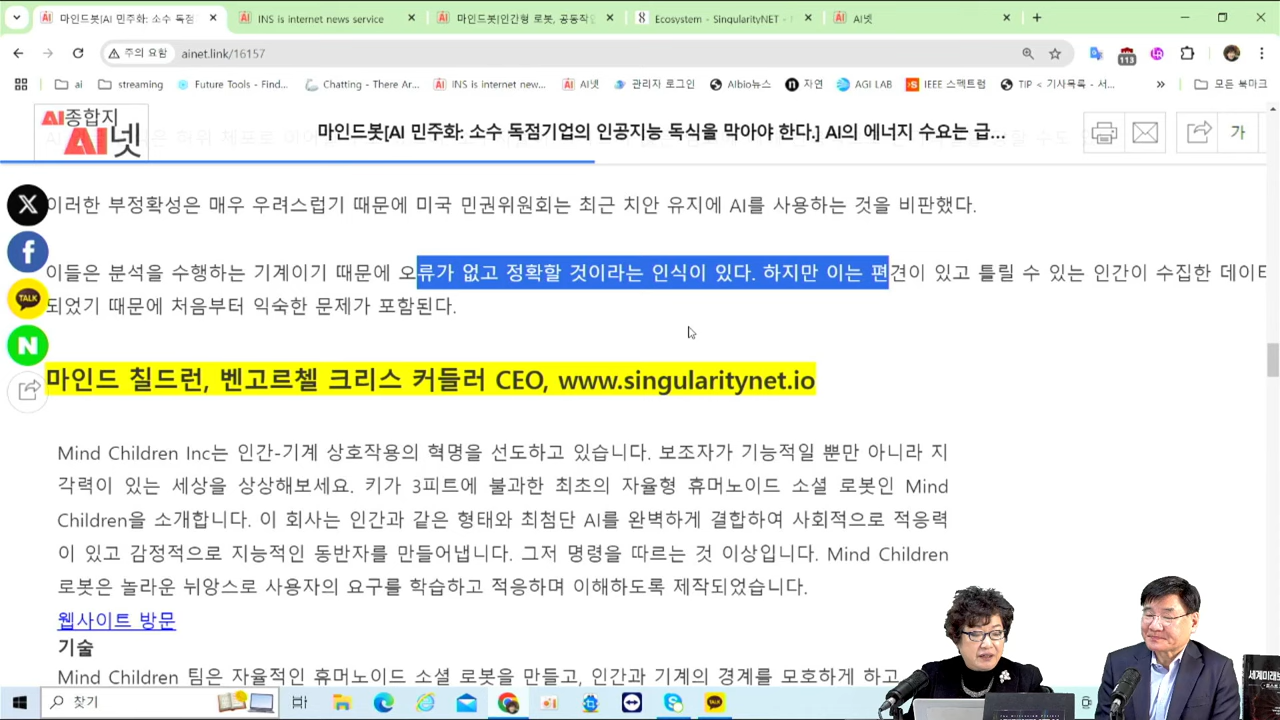 마인드봇[AI 민주화: 소수 독점
INS is internet news service
마인드봇[인간형 로봇, 공동작업
Ecosystem - SingularityNET -
AI넷
주의 요함
ainet.link/16157
ai
streaming
Future Tools - Find...
Chatting - There Ar...
INS is internet new...
AI넷
관리자 로그인
Albio뉴스
자연
AGI LAB
IEEE 스펙트럼
TIP < 기사목록 - 서...
모든 북마크
113
AI종합지
AI넷
마인드봇[AI 민주화: 소수 독점기업의 인공지능 독식을 막아야 한다.] AI의 에너지 수요는 급...
가
이러한 부정확성은 매우 우려스럽기 때문에 미국 민권위원회는 최근 치안 유지에 AI를 사용하는 것을 비판했다.
이들은 분석을 수행하는 기계이기 때문에 오류가 없고 정확할 것이라는 인식이 있다. 하지만 이는 편견이 있고 틀릴 수 있는 인간이 수집한 데이터
되었기 때문에 처음부터 익숙한 문제가 포함된다.
TALK
N
마인드 칠드런, 벤고르첼 크리스 커들러 CEO, www.singularitynet.io
Mind Children Inc는 인간-기계 상호작용의 혁명을 선도하고 있습니다. 보조자가 기능적일 뿐만 아니라 지
각력이 있는 세상을 상상해보세요. 키가 3피트에 불과한 최초의 자율형 휴머노이드 소셜 로봇인 Mind
Children을 소개합니다. 이 회사는 인간과 같은 형태와 최첨단 AI를 완벽하게 결합하여 사회적으로 적응력
이 있고 감정적으로 지능적인 동반자를 만들어냅니다. 그저 명령을 따르는 것 이상입니다. Mind Children
로봇은 놀라운 뉘앙스로 사용자의 요구를 학습하고 적응하며 이해하도록 제작되었습니다.
웹사이트 방문
기술
Mind Children 팀은 자율적인 휴머노이드 소셜 로봇을 만들고, 인간과 기계의 경계를 모호하게 하고
찾기
TALK
세계미래보